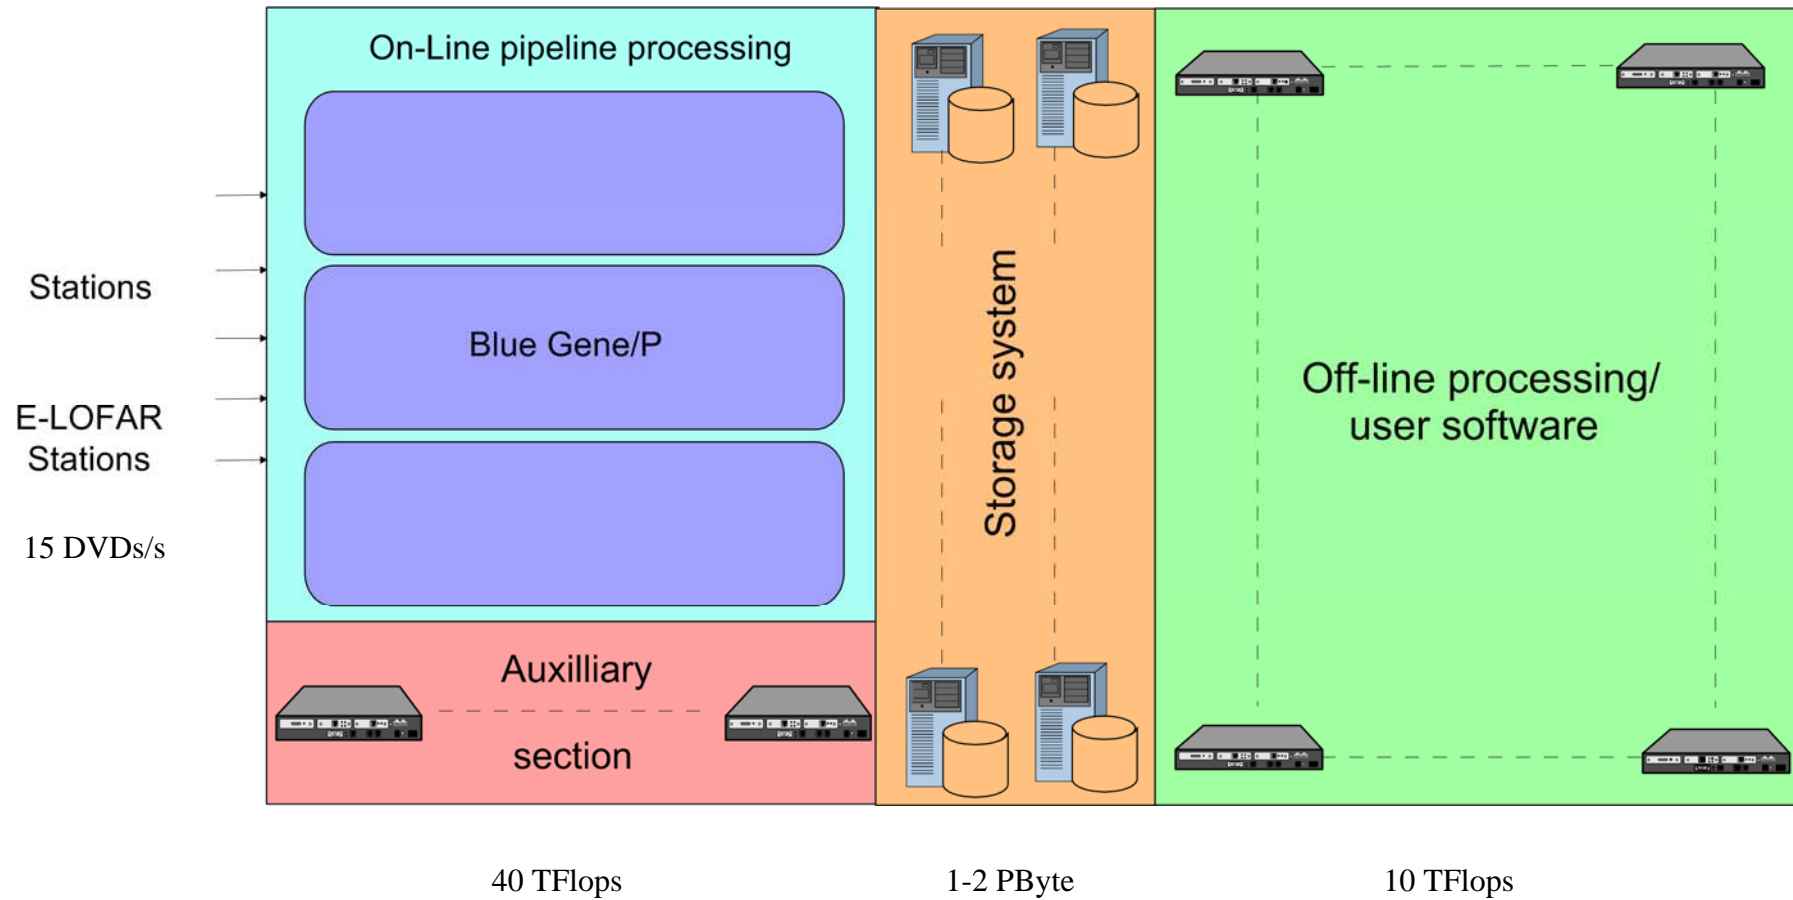 On-Line pipeline processing
Stations
Blue Gene/P
E-LOFAR
Stations
15 DVDs/s
Auxilliary
section
Storage system
Off-line processing/
user software
40 TFlops
1-2 PByte
10 TFlops